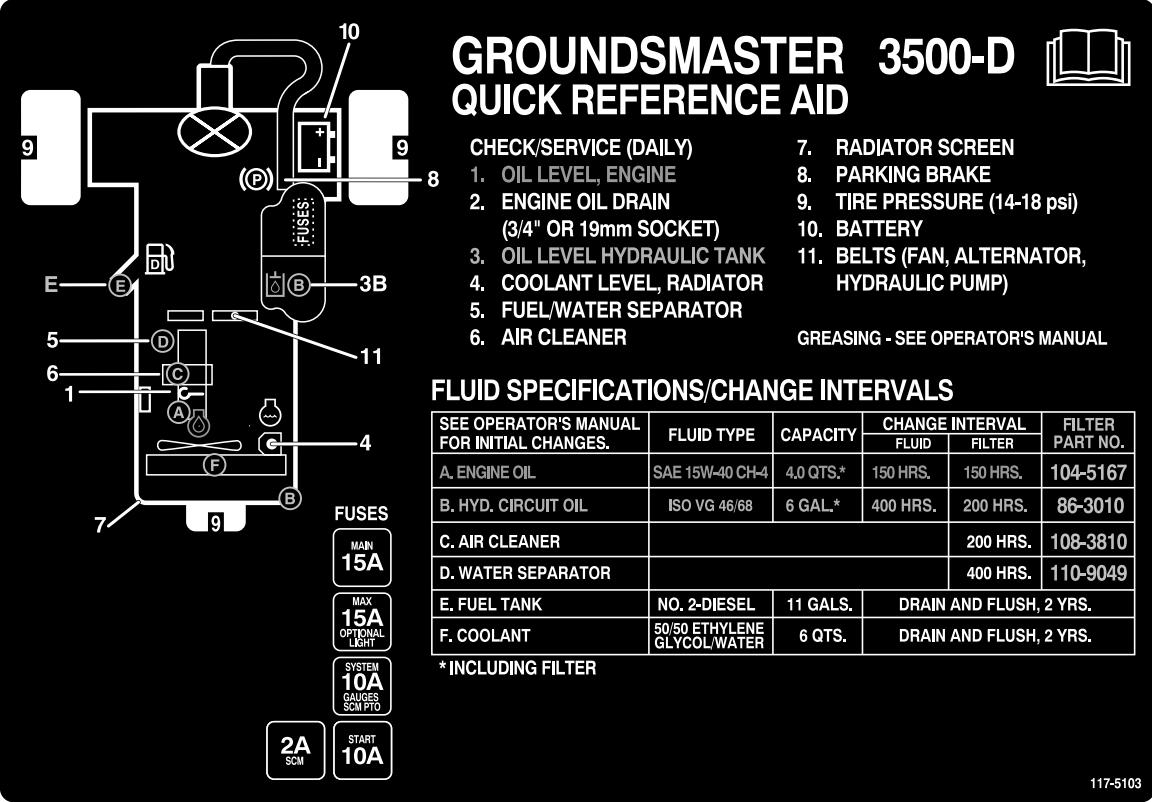 GROUNDSMASTER 3500-D
QUICK REFERENCE AID
CHECK/SERVICE (DAILY)
1. OIL LEVEL, ENGINE
2. ENGINE OIL DRAIN
(3/4" OR 19mm SOCKET)
3. OIL LEVEL HYDRAULIC TANK
4. COOLANT LEVEL, RADIATOR
5. FUEL/WATER SEPARATOR
6. AIR CLEANER
7. RADIATOR SCREEN
8. PARKING BRAKE
9. TIRE PRESSURE (14-18 psi)
10. BATTERY
11. BELTS (FAN, ALTERNATOR,
HYDRAULIC PUMP)
GREASING - SEE OPERATOR'S MANUAL
10
9
9
+
-
P
8
FUSES
D
E
E
B
3B
5
D
11
6
C
1
A
4
F
B
7
9
FLUID SPECIFICATIONS/CHANGE INTERVALS
SEE OPERATOR'S MANUAL
FOR INITIAL CHANGES.
FLUID TYPE
CAPACITY
CHANGE INTERVAL
FLUID
FILTER
FILTER
PART NO.
A. ENGINE OIL SAE 15W-40 CH-4 4.0 QTS.* 150 HRS. 150 HRS. 104-5167
B. HYD. CIRCUIT OIL ISO VG 46/68 6 GAL.* 400 HRS. 200 HRS. 86-3010
C. AIR CLEANER 200 HRS. 108-3810
D. WATER SEPARATOR 400 HRS. 110-9049
E. FUEL TANK NO. 2-DIESEL 11 GALS. DRAIN AND FLUSH, 2 YRS.
F. COOLANT 50/50 ETHYLENE
GLYCOL/WATER 6 QTS. DRAIN AND FLUSH, 2 YRS.
* INCLUDING FILTER
FUSES
MAIN
15A
MAX
15A
OPTIONAL
LIGHT
SYSTEM
10A
GAUGES
SCM PTO
2A
SCM
START
10A
117-5103